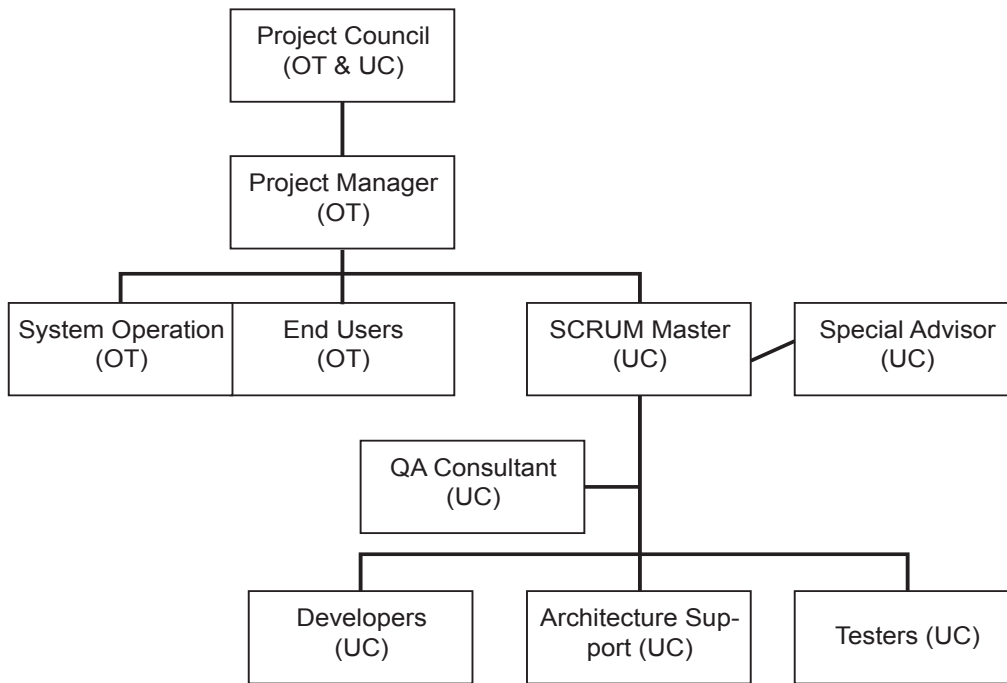 Project Council
(OT & UC)
Project Manager
(OT)
System Operation
(OT)
End Users
(OT)
SCRUM Master
(UC)
Special Advisor
(UC)
QA Consultant
(UC)
Developers
(UC)
Architecture Sup-
port (UC)
Testers (UC)